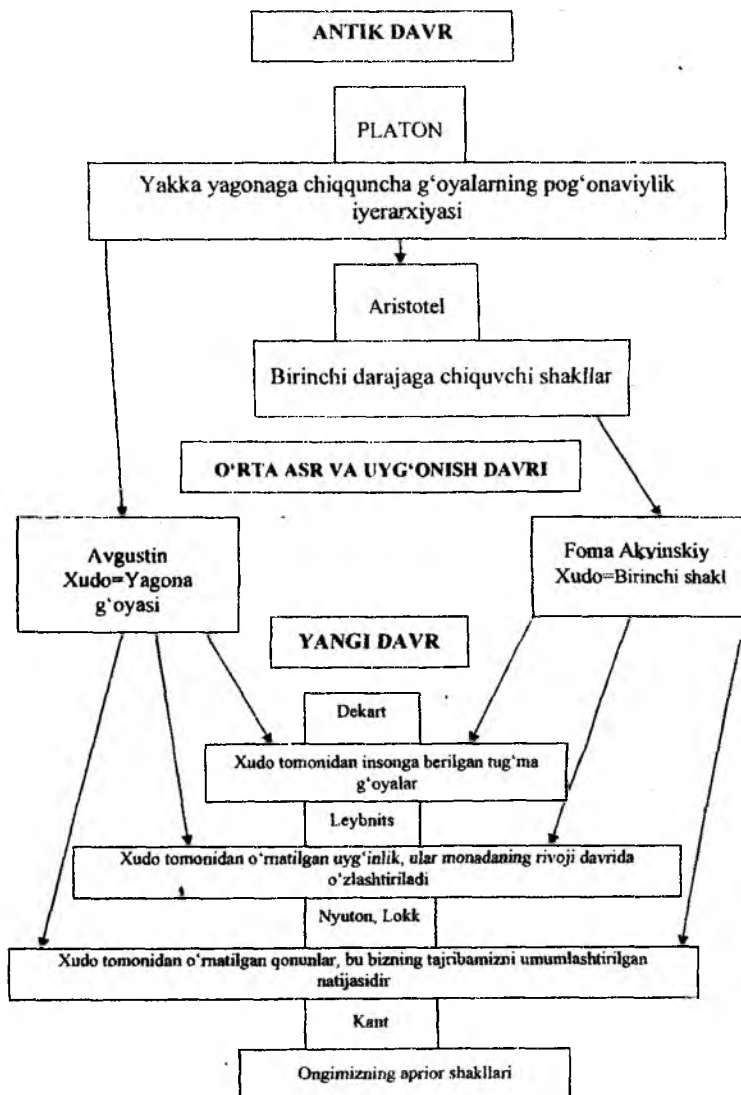 ANTIK DAVR
PLATON
Yakka yagonaga chiqquncha g‘oyalarning pog‘onaviylik
iyerarxiyasi
Aristotel
Birinchi darajaga chiquvchi shakllar
O‘RTA ASR VA UYG‘ONISH DAVRI
Avgustin
Xudo=Yagona
g‘oyasi
Foma Akvinskiy
Xudo=Birinchi shakl
YANGI DAVR
Dekart
Xudo tomonidan insonga berilgan tug‘ma
g‘oyalar
Leybnits
Xudo tomonidan o‘rnatilgan uyg‘inlik, ular monadaning rivoji davrida
o‘zlashtiriladi
Nyuton, Lokk
Xudo tomonidan o‘rnatilgan qonunlar, bu bizning tajribamizni umumlashtirilgan
natijasidir
Kant
Ongimizning aprior shakllari